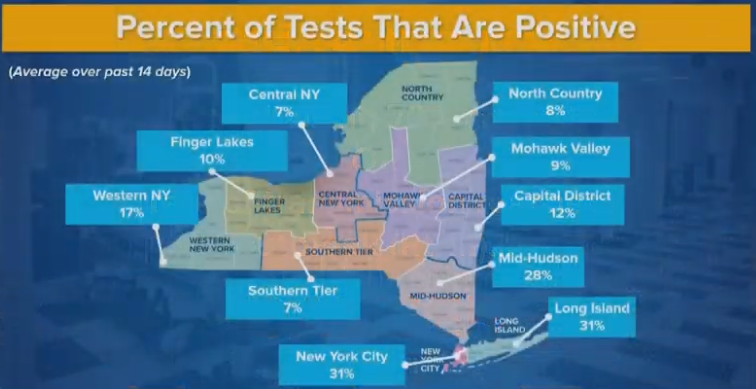 Percent of Tests That Are Positive
(Average over past 14 days)
Central NY
7%
North Country
8%
Finger Lakes
10%
Mohawk Valley
9%
Western NY
17%
Capital District
12%
Mid-Hudson
28%
Southern Tier
7%
Long Island
31%
New York City
31%
NORTH
COUNTRY
FINGER
LAKES
CENTRAL
NEW YORK
MOHAWK
VALLEY
CAPITAL
DISTRICT
WESTERN
NEW YORK
SOUTHERN TIER
MID-HUDSON
LONG
ISLAND
NEW
YORK
CITY